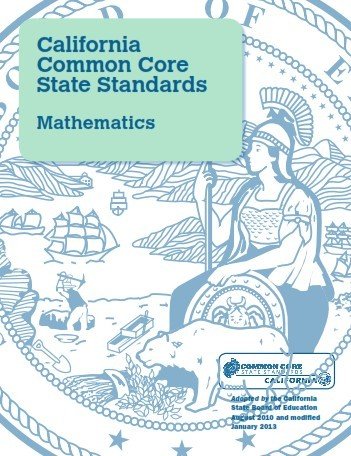 OF
California
Common Core
State Standards
Mathematics
COMMON CORE
STATE STANDARDS
CALIFORNIA
Adopted by the California
State Board of Education
August 2010 and modified
January 2013